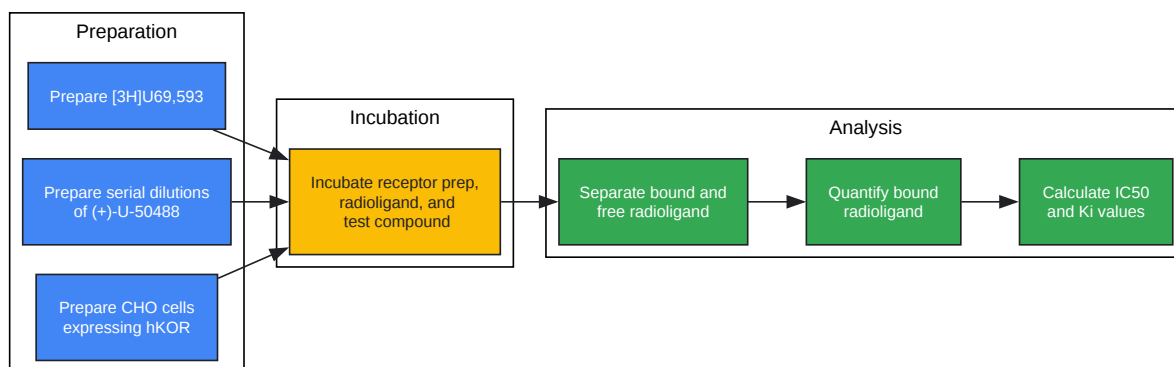 Preparation
Prepare [3H]U69,593
Prepare serial dilutions
of (+)-U-50488
Prepare CHO cells
expressing hKOR
Incubation
Incubate receptor prep,
radioligand, and
test compound
Analysis
Separate bound and
free radioligand
Quantify bound
radioligand
Calculate IC50
and Ki values